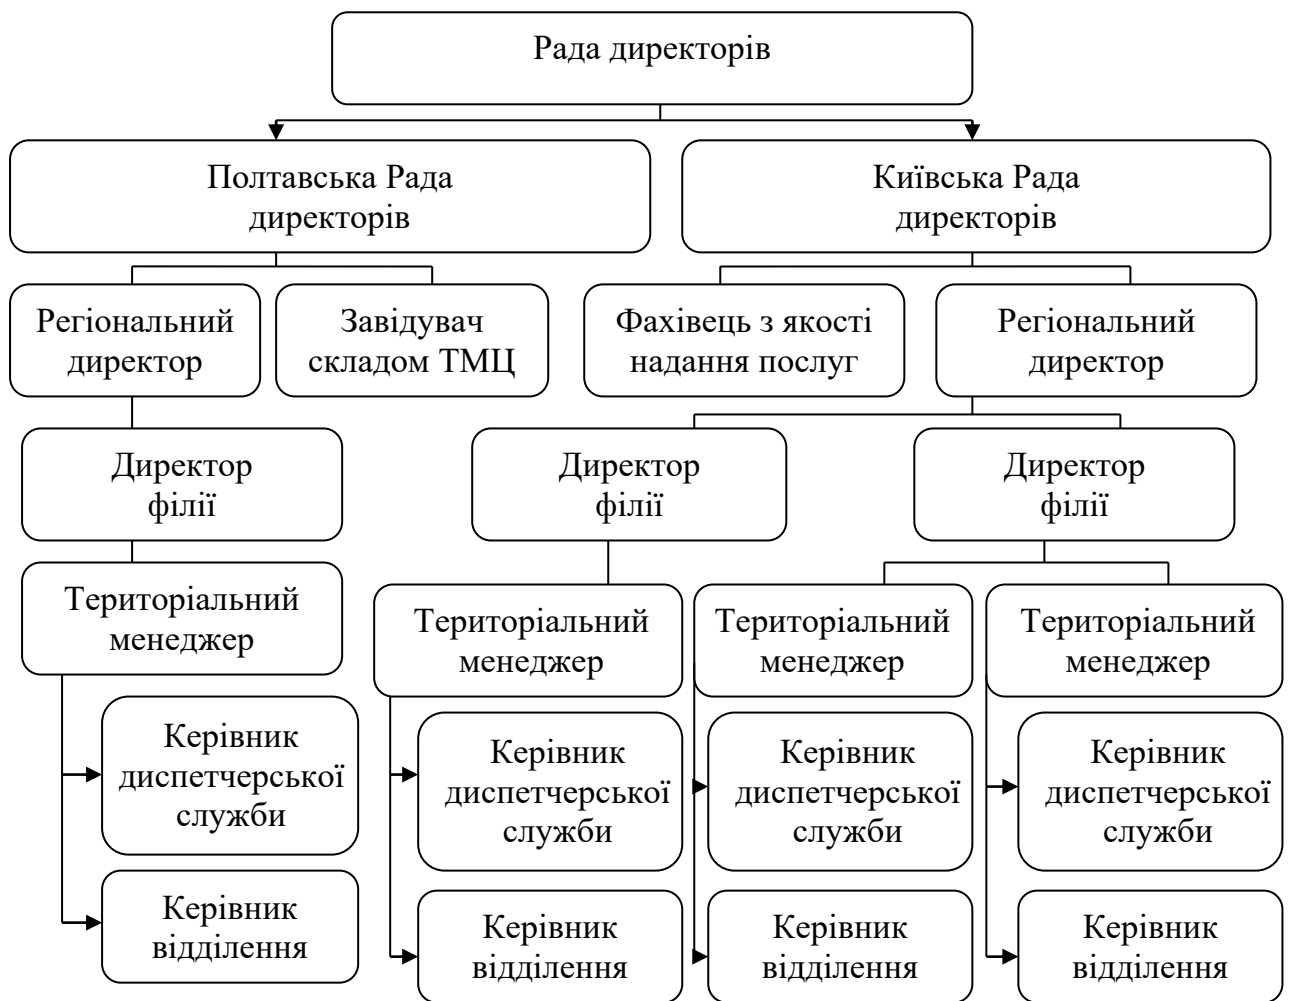 Рада директорів
Полтавська Рада
директорів
Київська Рада
директорів
Регіональний
директор
Завідувач
складом ТМЦ
Фахівець з якості
надання послуг
Регіональний
директор
Директор
філії
Директор
філії
Директор
філії
Територіальний
менеджер
Територіальний
менеджер
Територіальний
менеджер
Територіальний
менеджер
Керівник
диспетчерської
служби
Керівник
диспетчерської
служби
Керівник
диспетчерської
служби
Керівник
диспетчерської
служби
Керівник
відділення
Керівник
відділення
Керівник
відділення
Керівник
відділення